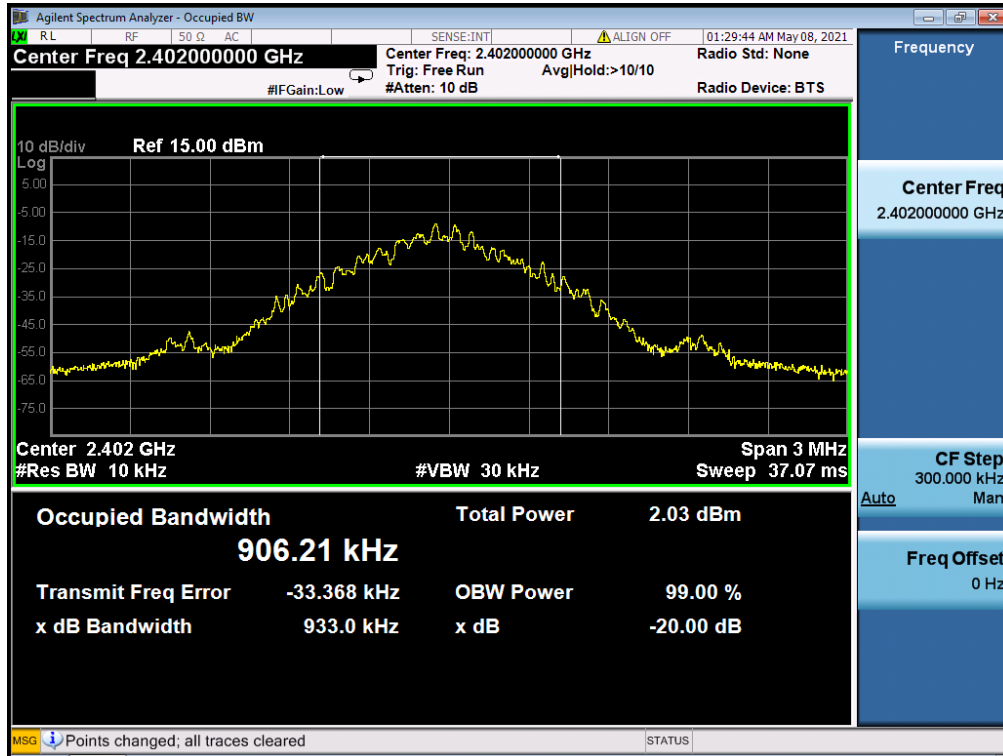 Agilent Spectrum Analyzer - Occupied BW
LXI RL RF 50 Ω AC SENSE:INT ALIGN OFF 01:29:44 AM May 08, 2021
Center Freq 2.402000000 GHz
Center Freq: 2.402000000 GHz
Radio Std: None
Trig: Free Run Avg|Hold:>10/10
#IFGain:Low
#Atten: 10 dB
Radio Device: BTS
Frequency
10 dB/div Ref 15.00 dBm
Log
5.00
-5.00
-15.0
-25.0
-35.0
-45.0
-55.0
-65.0
-75.0
Center 2.402 GHz Span 3 MHz
#Res BW 10 kHz #VBW 30 kHz Sweep 37.07 ms
Center Freq
2.402000000 GHz
CF Step
300.000 kHz
Auto Man
Freq Offset
0 Hz
Occupied Bandwidth Total Power 2.03 dBm
906.21 kHz
Transmit Freq Error -33.368 kHz OBW Power 99.00 %
x dB Bandwidth 933.0 kHz x dB -20.00 dB
MSG Points changed; all traces cleared STATUS